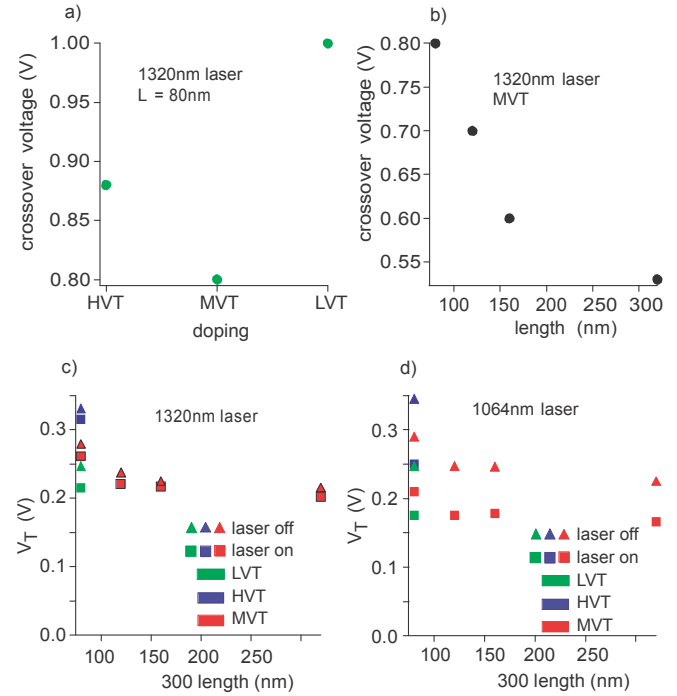 a)
crossover voltage (V)
1.00
0.95
0.90
0.85
0.80
1320nm laser
L = 80nm
HVT
MVT
LVT
doping
b)
crossover voltage (V)
0.80
0.75
0.70
0.65
0.60
0.55
1320nm laser
MVT
100
150
200
250
300
length (nm)
c)
V_T (V)
0.3
0.2
0.1
0.0
1320nm laser
laser off
laser on
LVT
HVT
MVT
100
150
200
250
300 length (nm)
d)
0.3
0.2
0.1
0.0
1064nm laser
laser off
laser on
LVT
HVT
MVT
100
150
200
250
300 length (nm)
V_T (V)